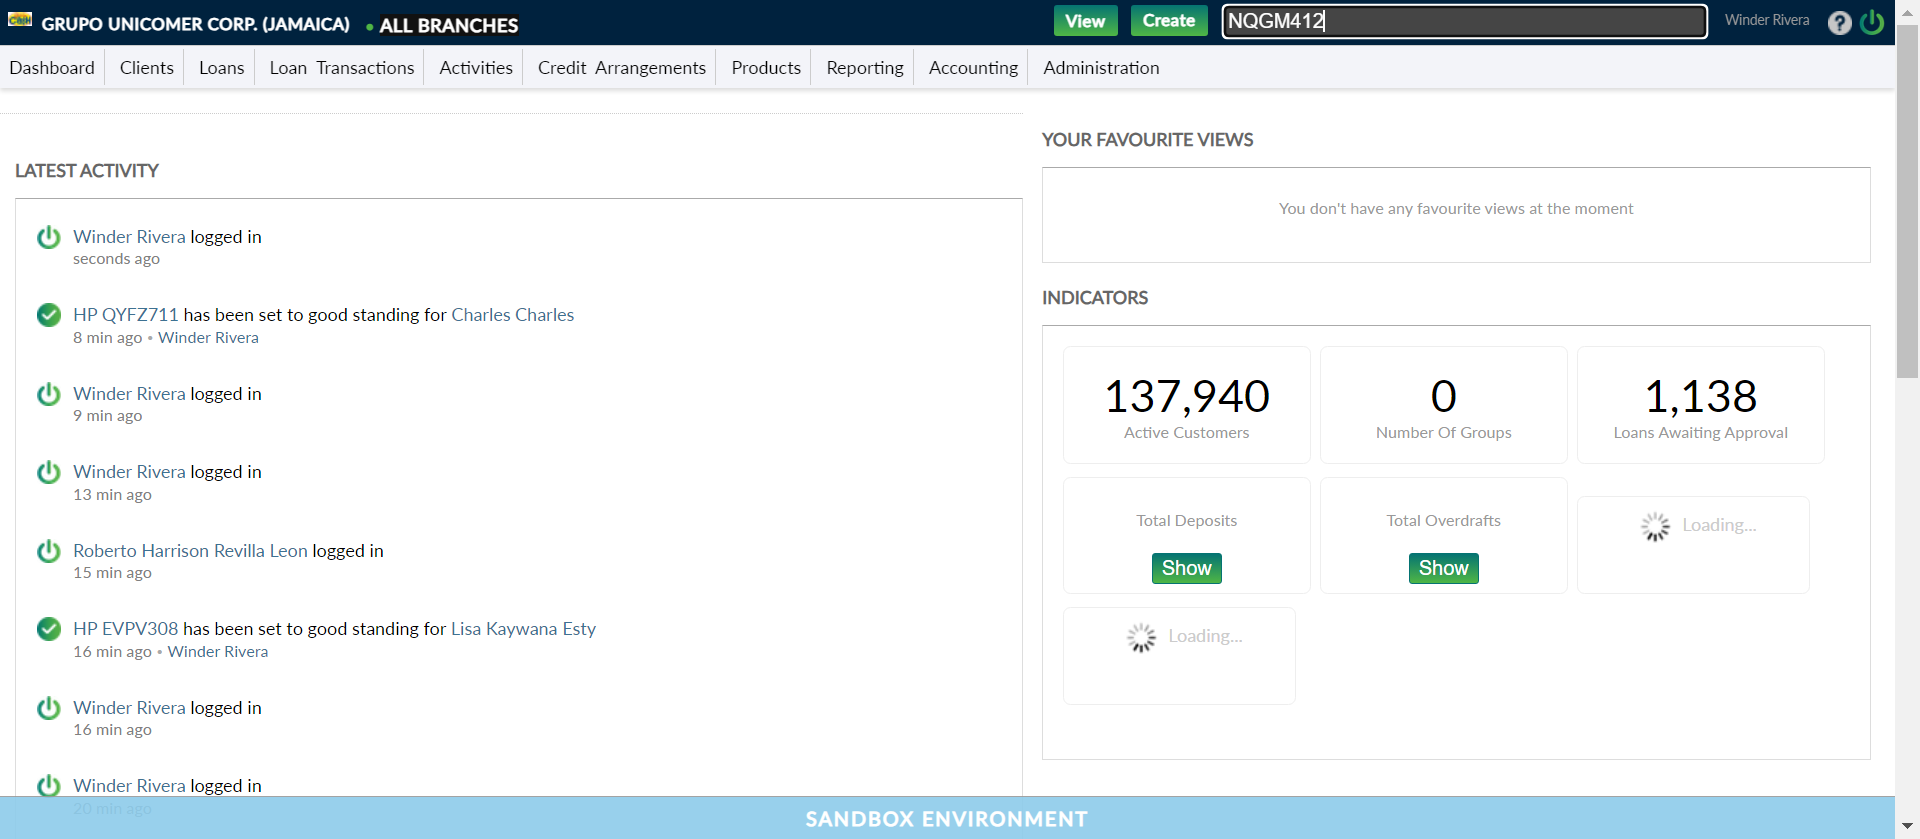 GRUPO UNICOMER CORP. (JAMAICA) • ALL BRANCHES
View Create NQGM412 Winder Rivera ?
Dashboard Clients Loans Loan Transactions Activities Credit Arrangements Products Reporting Accounting Administration
LATEST ACTIVITY
Winder Rivera logged in
seconds ago
HP QYFZ711 has been set to good standing for Charles Charles
8 min ago • Winder Rivera
Winder Rivera logged in
9 min ago
Winder Rivera logged in
13 min ago
Roberto Harrison Revilla Leon logged in
15 min ago
HP EVPV308 has been set to good standing for Lisa Kaywana Esty
16 min ago • Winder Rivera
Winder Rivera logged in
16 min ago
Winder Rivera logged in
20 min ago
YOUR FAVOURITE VIEWS
You don't have any favourite views at the moment
INDICATORS
137,940
Active Customers
0
Number Of Groups
1,138
Loans Awaiting Approval
Total Deposits
Show
Total Overdrafts
Show
Loading...
Loading...
SANDBOX ENVIRONMENT